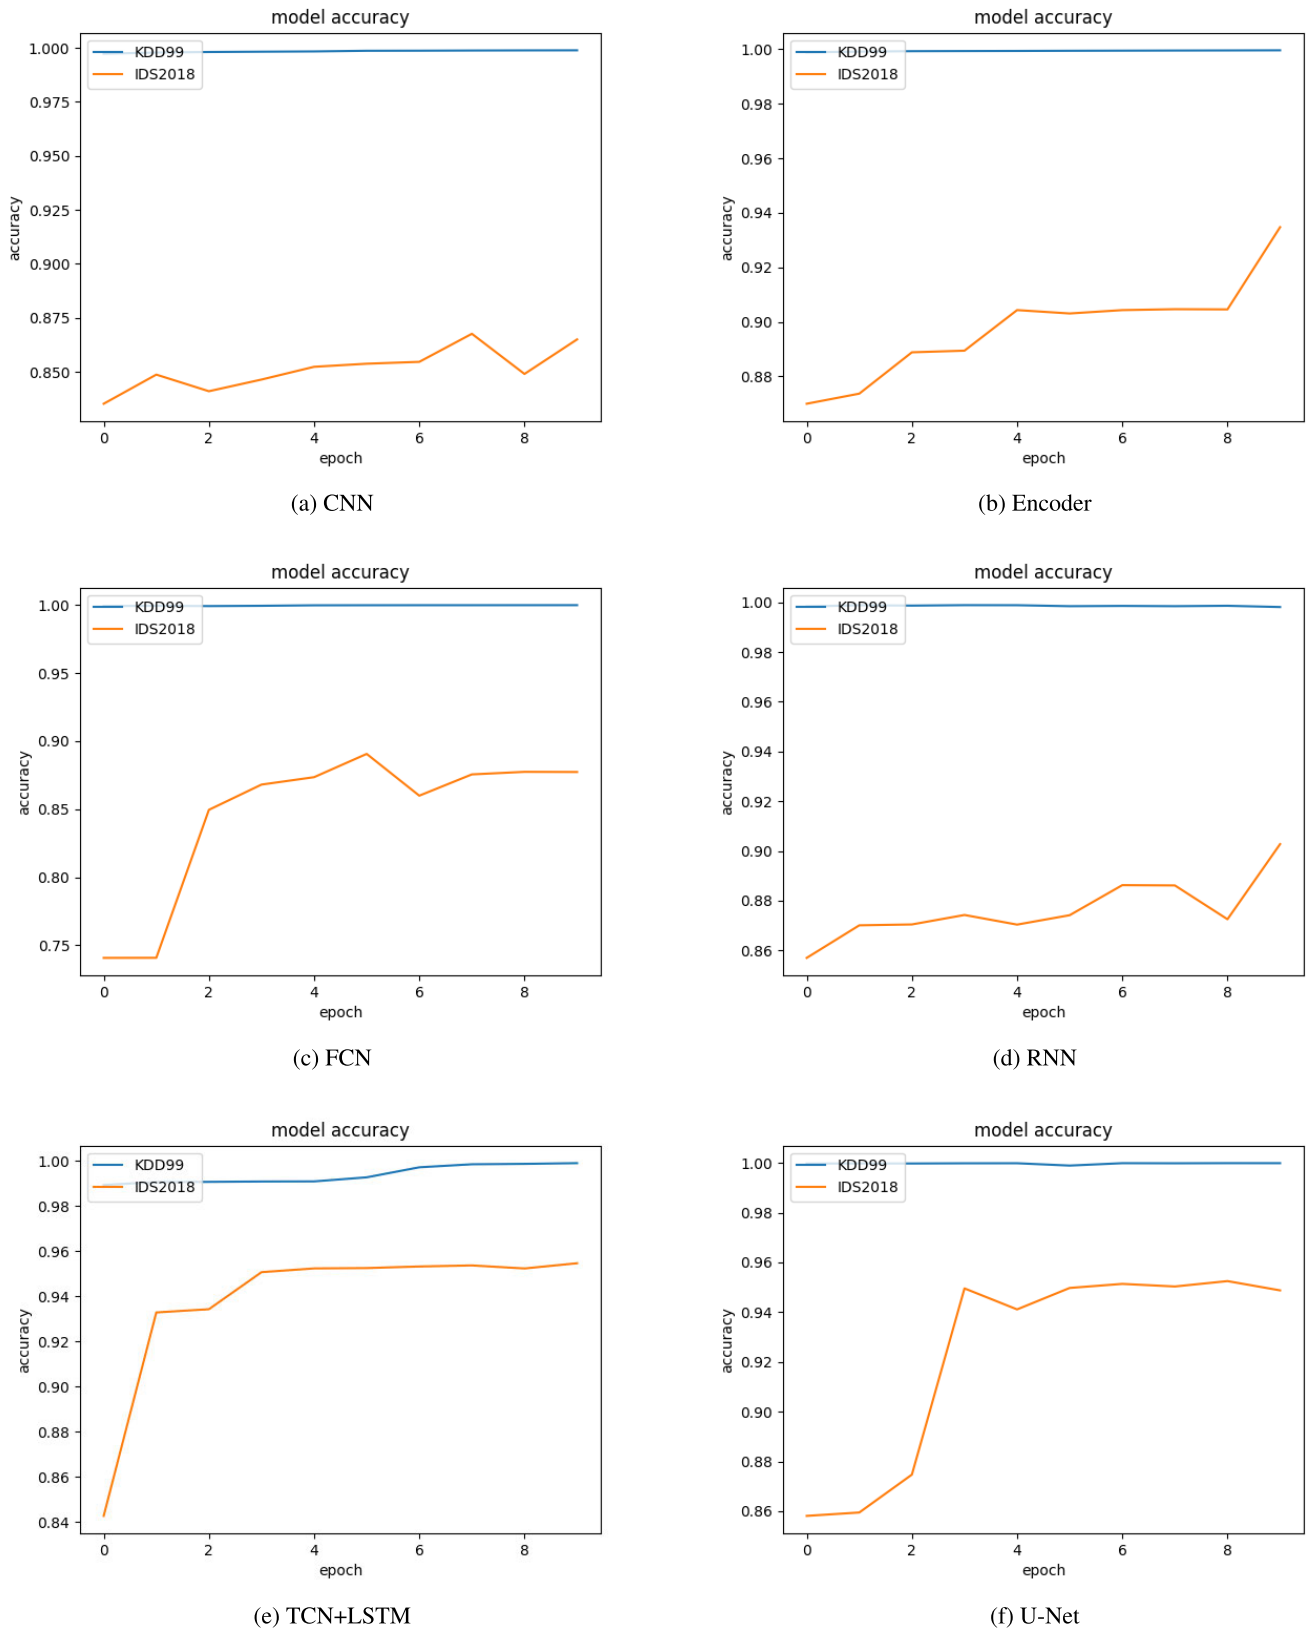 model accuracy
1.000
0.975
0.950
0.925
0.900
0.875
0.850
accuracy
KDD99
IDS2018
0 2 4 6 8
epoch
(a) CNN
model accuracy
1.00
0.98
0.96
0.94
0.92
0.90
0.88
accuracy
KDD99
IDS2018
0 2 4 6 8
epoch
(b) Encoder
model accuracy
1.00
0.95
0.90
0.85
0.80
0.75
accuracy
KDD99
IDS2018
0 2 4 6 8
epoch
(c) FCN
model accuracy
1.00
0.98
0.96
0.94
0.92
0.90
0.88
0.86
accuracy
KDD99
IDS2018
0 2 4 6 8
epoch
(d) RNN
model accuracy
1.00
0.98
0.96
0.94
0.92
0.90
0.88
0.86
0.84
accuracy
KDD99
IDS2018
0 2 4 6 8
epoch
(e) TCN+LSTM
model accuracy
1.00
0.98
0.96
0.94
0.92
0.90
0.88
0.86
accuracy
KDD99
IDS2018
0 2 4 6 8
epoch
(f) U-Net